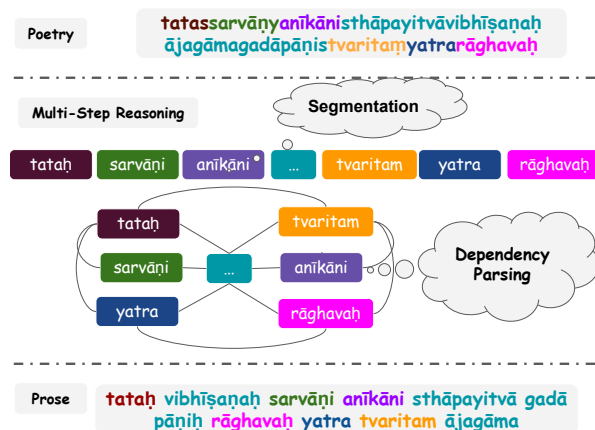 Poetry
tatassarvāṇyanīkānisthāpayitvāvibhīṣaṇaḥ
ājagāmagadāpāṇistvaritaṃyatrarāghavaḥ
Multi-Step Reasoning
Segmentation
tataḥ sarvāṇi anīkāni ... tvaritam yatra rāghavaḥ
tataḥ tvaritam
sarvāṇi ... anīkāni
yatra rāghavaḥ
Dependency
Parsing
Prose
tataḥ vibhīṣaṇaḥ sarvāṇi anīkāni sthāpayitvā gadā
pāṇiḥ rāghavaḥ yatra tvaritam ājagāma